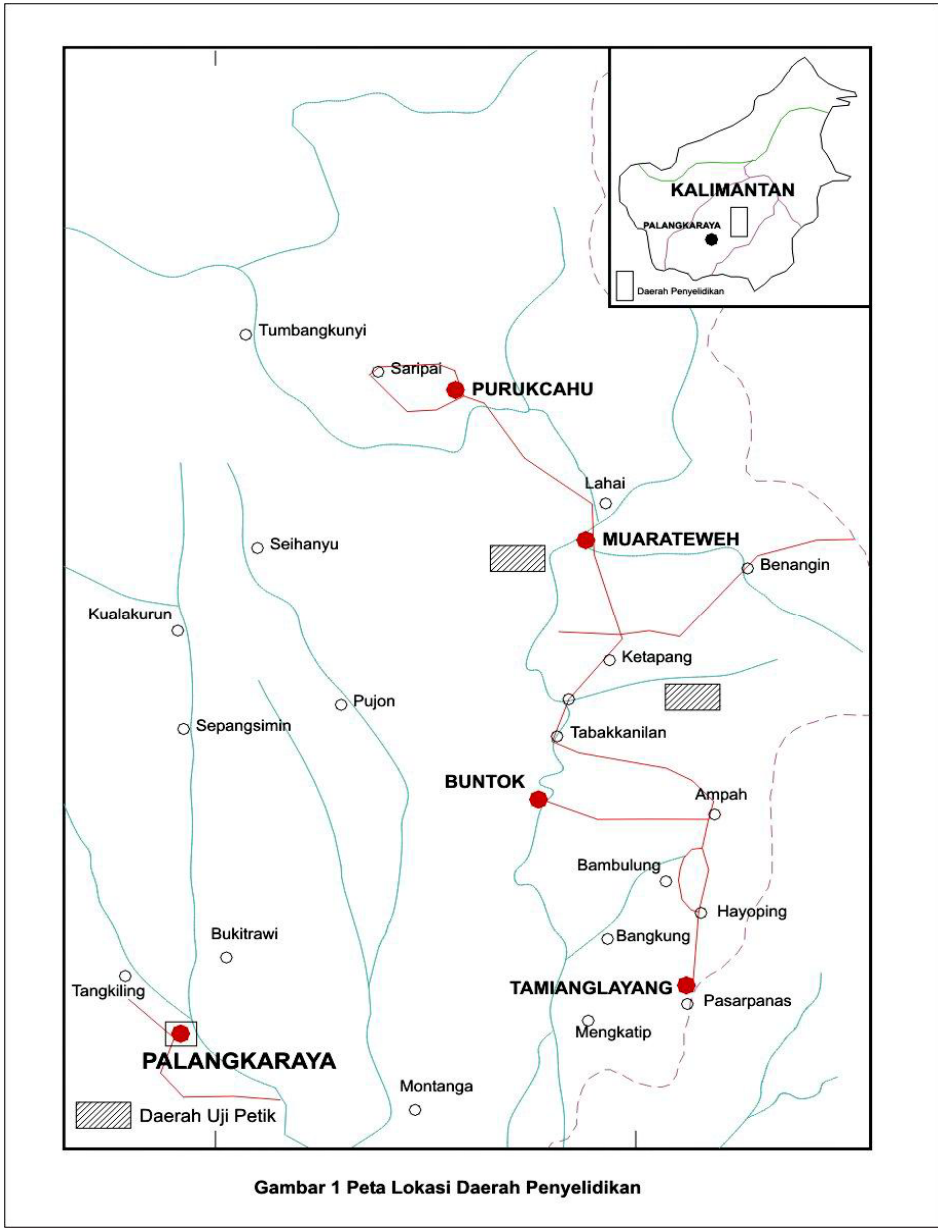 KALIMANTAN
PALANGKARAYA
Daerah Penyelidikan
Tumbangkunyi
Saripai
PURUKCAHU
Lahai
MUARATEWEH
Seihanyu
Benangin
Kualakurun
Ketapang
Pujon
Sepangsimin
Tabakkanilan
BUNTOK
Ampah
Bambulung
Hayoping
Bukitrawi
Bangkung
Tangkiling
TAMIANGLAYANG
Pasarpanas
Mengkatip
PALANGKARAYA
Montanga
Daerah Uji Petik
Gambar 1 Peta Lokasi Daerah Penyelidikan